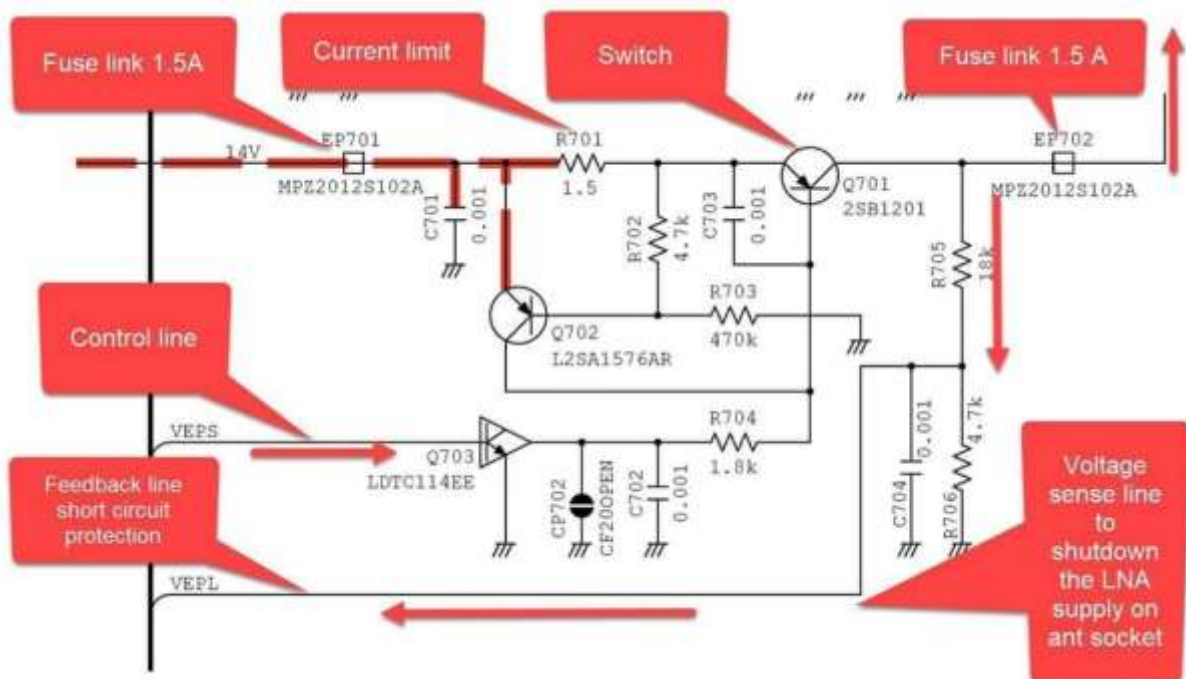 Fuse link 1.5A
Current limit
Switch
Fuse link 1.5 A
EP701
14V
MPZ2012S102A
R701
1.5
Q701
2SB1201
EP702
MPZ2012S102A
C701
0.001
R702
4.7k
C703
0.001
R705
18k
Control line
Q702
L2SA1576AR
R703
470k
VEPS
Q703
LDTC114EE
CP702
CF20OPEN
C702
0.001
R704
1.8k
C704
0.001
R706
4.7k
Feedback line
short circuit
protection
VEPL
Voltage
sense line
to
shutdown
the LNA
supply on
ant socket